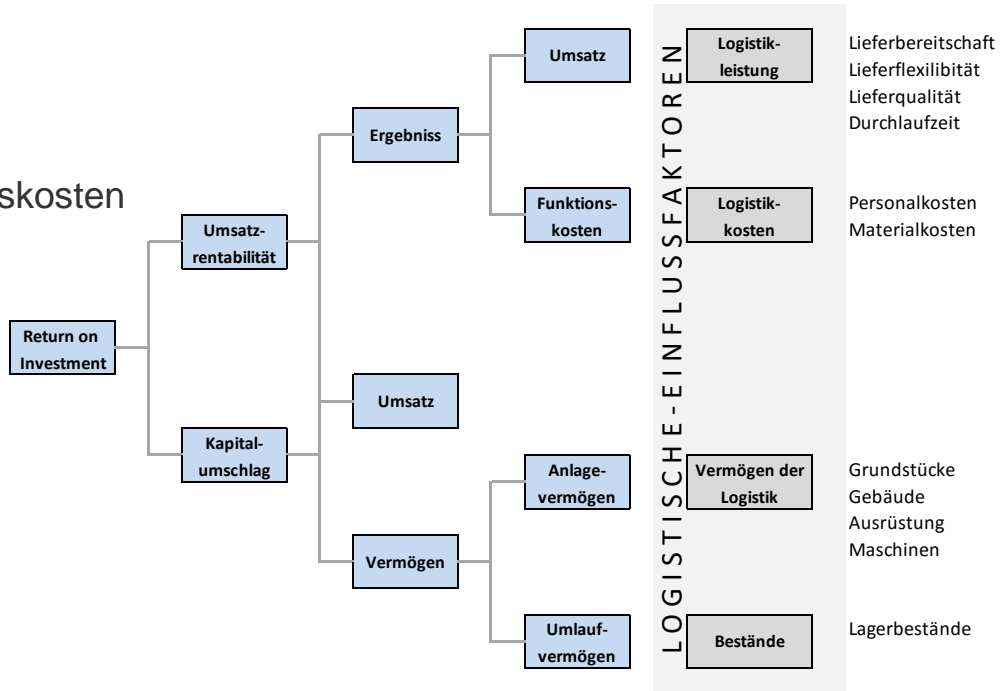 skosten
Return on
Investment
Umsatz-
rentabilität
Kapital-
umschlag
Ergebniss
Umsatz
Vermögen
Umsatz
Funktions-
kosten
Anlage-
vermögen
Umlauf-
vermögen
LOGISTISCHE-EINFLUSSFAKTOREN
Logistik-
leistung
Logistik-
kosten
Vermögen der
Logistik
Bestände
Lieferbereitschaft
Lieferflexilibität
Lieferqualität
Durchlaufzeit
Personalkosten
Materialkosten
Grundstücke
Gebäude
Ausrüstung
Maschinen
Lagerbestände